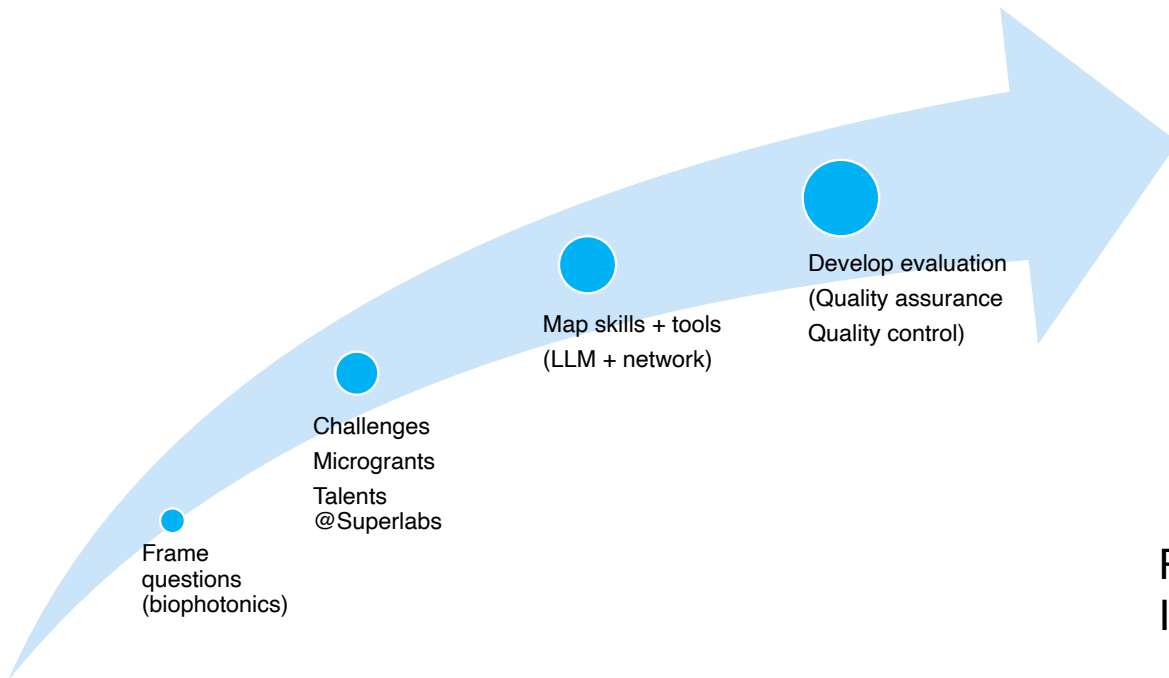 Frame
questions
(biophotonics)
Challenges
Microgrants
Talents
@Superlabs
Map skills + tools
(LLM + network)
Develop evaluation
(Quality assurance
Quality control)